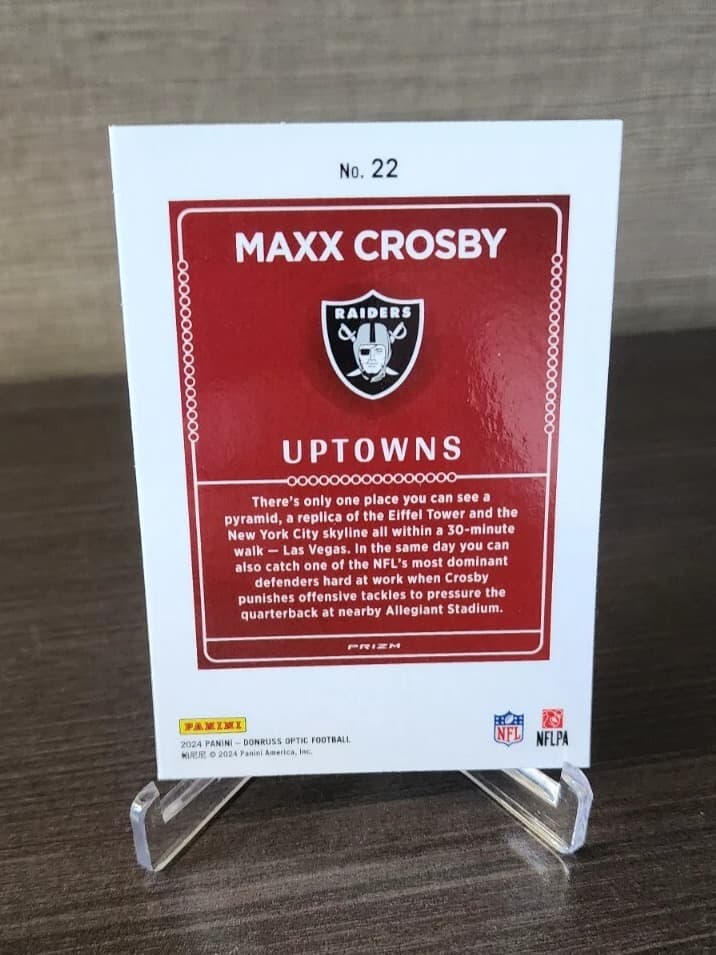 No. 22
MAXX CROSBY
RAIDERS
UPTOWNS
There's only one place you can see a
pyramid, a replica of the Eiffel Tower and the
New York City skyline all within a 30-minute
walk — Las Vegas. In the same day you can
also catch one of the NFL's most dominant
defenders hard at work when Crosby
punishes offensive tackles to pressure the
quarterback at nearby Allegiant Stadium.
PRIZM
PANINI
2024 PANINI – DONRUSS OPTIC FOOTBALL
帕尼尼 © 2024 Panini America, Inc.
NFL
NFLPA